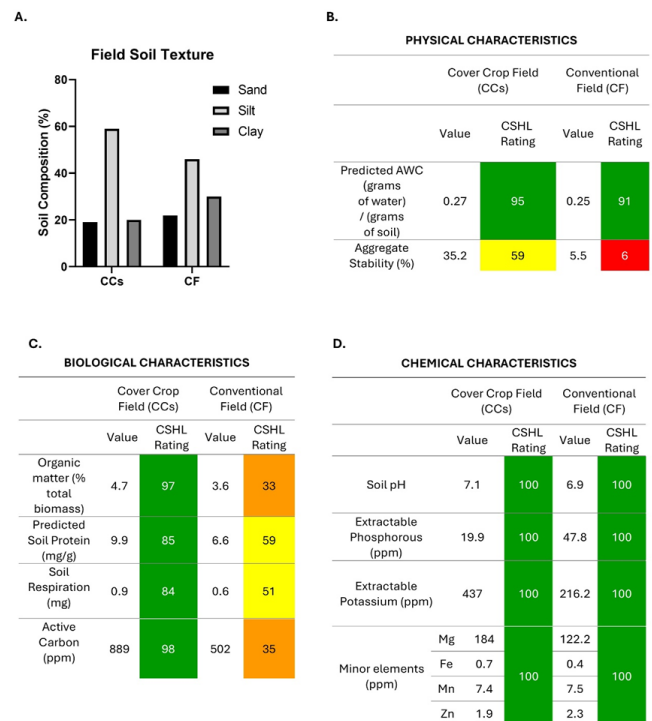 A.
Field Soil Texture
Soil Composition (%)
80
60
40
20
0
CCs
CF
Sand
Silt
Clay
B.
PHYSICAL CHARACTERISTICS
Cover Crop Field
(CCs)
Conventional
Field (CF)
Value
CSHL
Rating
Value
CSHL
Rating
Predicted AWC
(grams
of water)
/ (grams
of soil)
0.27
95
0.25
91
Aggregate
Stability (%)
35.2
59
5.5
6
C.
BIOLOGICAL CHARACTERISTICS
Cover Crop
Field (CCs)
Conventional
Field (CF)
Value
CSHL
Rating
Value
CSHL
Rating
Organic
matter (%
total
biomass)
4.7
97
3.6
33
Predicted
Soil Protein
(mg/g)
9.9
85
6.6
59
Soil
Respiration
(mg)
0.9
84
0.6
51
Active
Carbon
(ppm)
889
98
502
35
D.
CHEMICAL CHARACTERISTICS
Cover Crop Field
(CCs)
Conventional
Field (CF)
Value
CSHL
Rating
Value
CSHL
Rating
Soil pH
7.1
100
6.9
100
Extractable
Phosphorous
(ppm)
19.9
100
47.8
100
Extractable
Potassium (ppm)
437
100
216.2
100
Minor elements
(ppm)
Mg
184
122.2
Fe
0.7
0.4
100
100
Mn
7.4
7.5
Zn
1.9
2.3